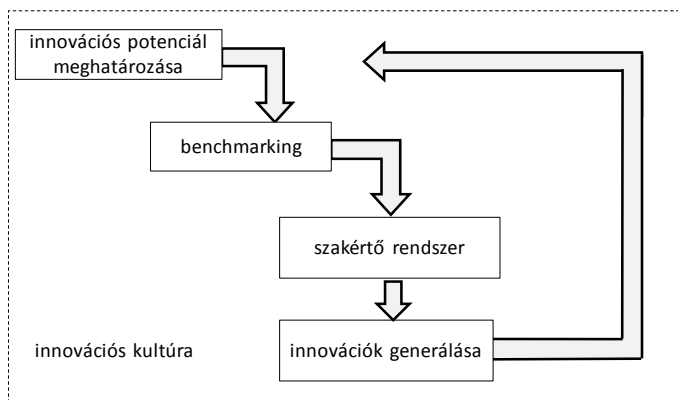 innovációs potenciál
meghatározása
benchmarking
szakértő rendszer
innovációs kultúra
innovációk generálása